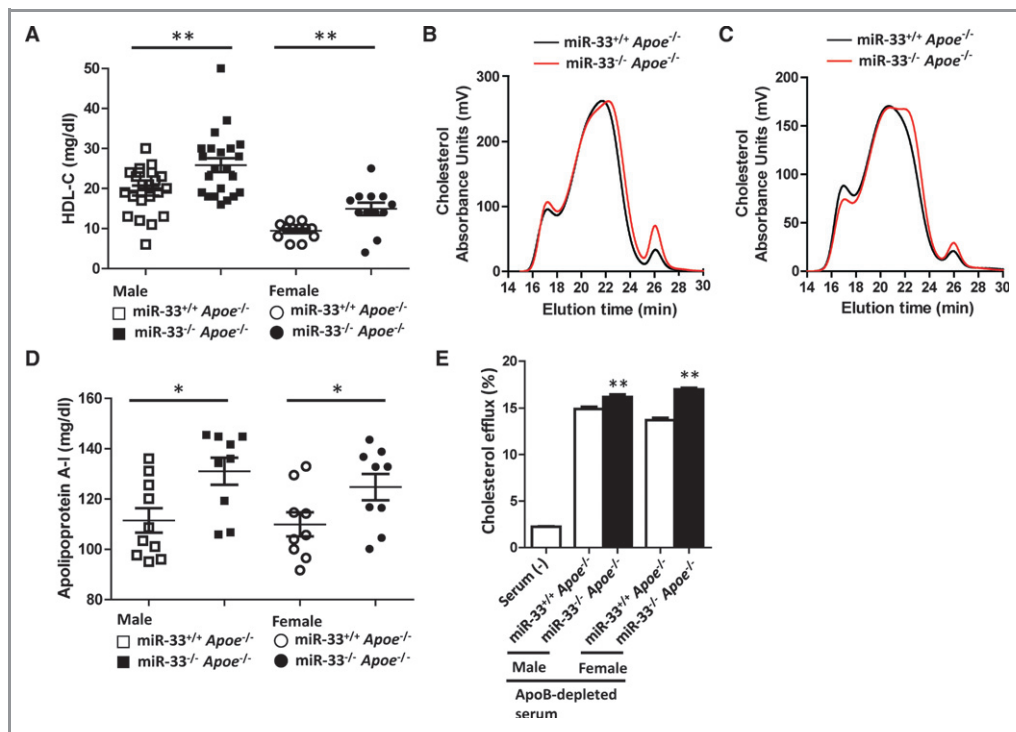 A
** **
HDL-C (mg/dl)
50
40
30
20
10
0
Male Female
miR-33+/+ Apoe-/- miR-33+/+ Apoe-/-
miR-33-/- Apoe-/- miR-33-/- Apoe-/-
B
miR-33+/+ Apoe-/-
miR-33-/- Apoe-/-
Cholesterol
Absorbance Units (mV)
300
200
100
0
14 16 18 20 22 24 26 28 30
Elution time (min)
C
miR-33+/+ Apoe-/-
miR-33-/- Apoe-/-
Cholesterol
Absorbance Units (mV)
200
150
100
50
0
14 16 18 20 22 24 26 28 30
Elution time (min)
D
* *
Apolipoprotein A-I (mg/dl)
160
140
120
100
80
Male Female
miR-33+/+ Apoe-/- miR-33+/+ Apoe-/-
miR-33-/- Apoe-/- miR-33-/- Apoe-/-
E
** **
Cholesterol efflux (%)
20
15
10
5
0
Serum (-)
miR-33+/+ Apoe-/-
miR-33-/- Apoe-/-
miR-33+/+ Apoe-/-
miR-33-/- Apoe-/-
Male Female
ApoB-depleted
serum